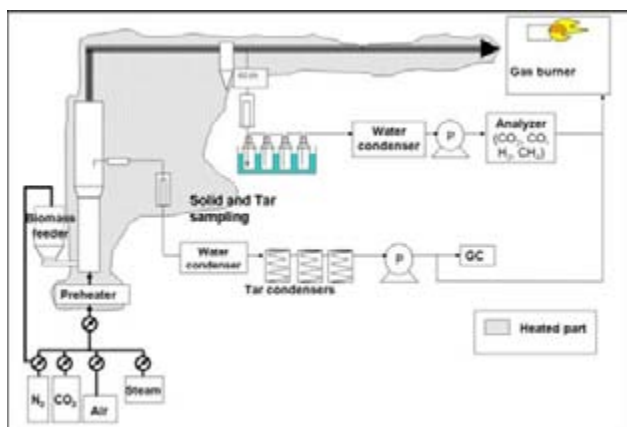 Gas burner
Water
condenser
P
Analyzer
(CO₂, CO,
H₂, CH₄)
Solid and Tar
sampling
Biomass
feeder
Water
condenser
Tar condensers
P
GC
Preheater
Heated part
N₂
CO₂
Air
Steam